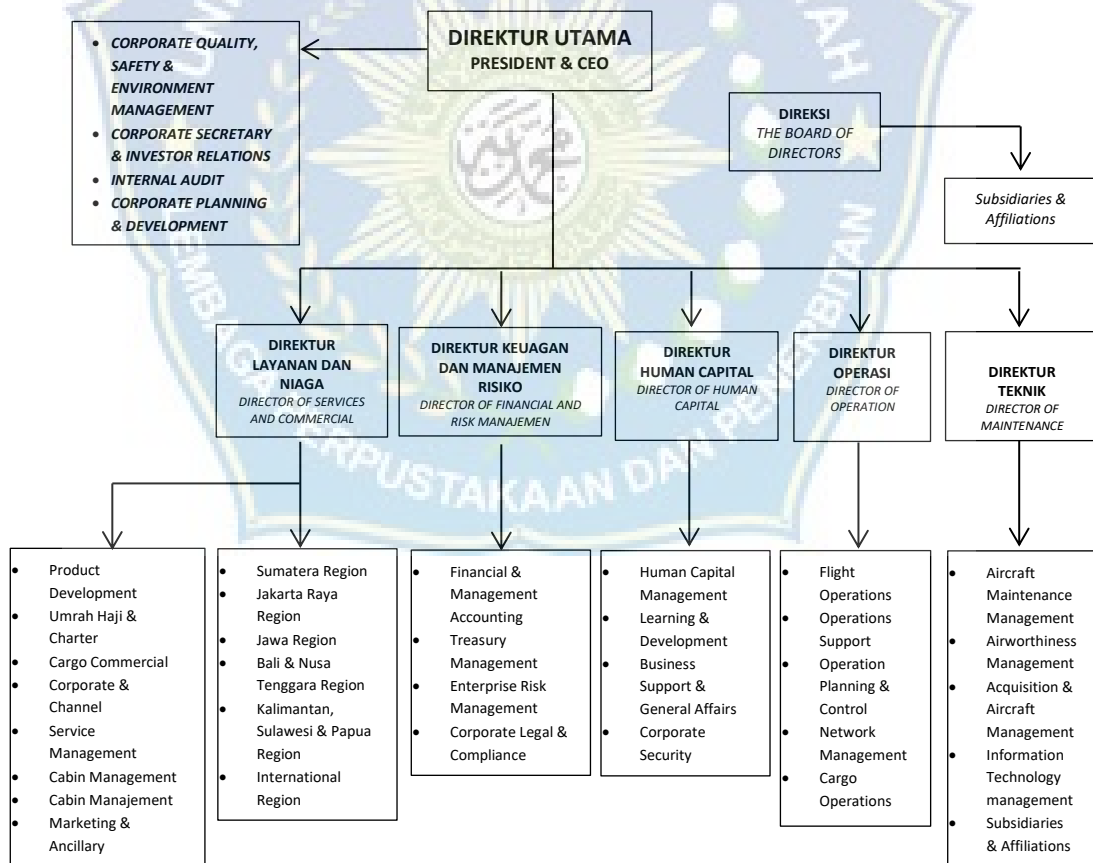 DIREKTUR UTAMA
PRESIDENT & CEO
• CORPORATE QUALITY,
SAFETY &
ENVIRONMENT
MANAGEMENT
• CORPORATE SECRETARY
& INVESTOR RELATIONS
• INTERNAL AUDIT
• CORPORATE PLANNING
& DEVELOPMENT
DIREKSI
THE BOARD OF
DIRECTORS
Subsidiaries &
Affiliations
DIREKTUR
LAYANAN DAN
NIAGA
DIRECTOR OF SERVICES
AND COMMERCIAL
DIREKTUR KEUAGAN
DAN MANAJEMEN
RISIKO
DIRECTOR OF FINANCIAL AND
RISK MANAJEMEN
DIREKTUR
HUMAN CAPITAL
DIRECTOR OF HUMAN
CAPITAL
DIREKTUR
OPERASI
DIRECTOR OF
OPERATION
DIREKTUR
TEKNIK
DIRECTOR OF
MAINTENANCE
• Product
Development
• Umrah Haji &
Charter
• Cargo Commercial
• Corporate &
Channel
• Service
Management
• Cabin Management
• Cabin Manajement
• Marketing &
Ancillary
• Sumatera Region
• Jakarta Raya
Region
• Jawa Region
• Bali & Nusa
Tenggara Region
• Kalimantan,
Sulawesi & Papua
Region
• International
Region
• Financial &
Management
Accounting
• Treasury
Management
• Enterprise Risk
Management
• Corporate Legal &
Compliance
• Human Capital
Management
• Learning &
Development
• Business
Support &
General Affairs
• Corporate
Security
• Flight
Operations
• Operations
Support
• Operation
Planning &
Control
• Network
Management
• Cargo
Operations
• Aircraft
Maintenance
Management
• Airworthiness
Management
• Acquisition &
Aircraft
Management
• Information
Technology
management
• Subsidiaries
& Affiliations
PERPUSTAKAAN DAN PENERBITAN